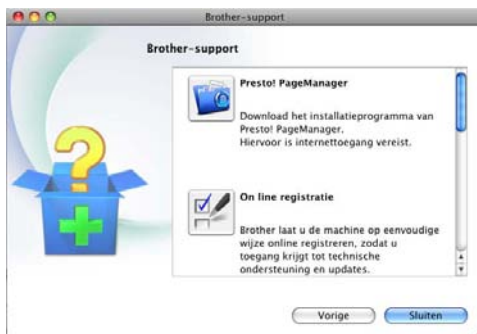 Brother-support
Brother-support
Presto! PageManager
Download het installatieprogramma van
Presto! PageManager.
Hiervoor is internettoegang vereist.
On line registratie
Brother laat u de machine op eenvoudige
wijze online registreren, zodat u
toegang krijgt tot technische
ondersteuning en updates.
Vorige
Sluiten